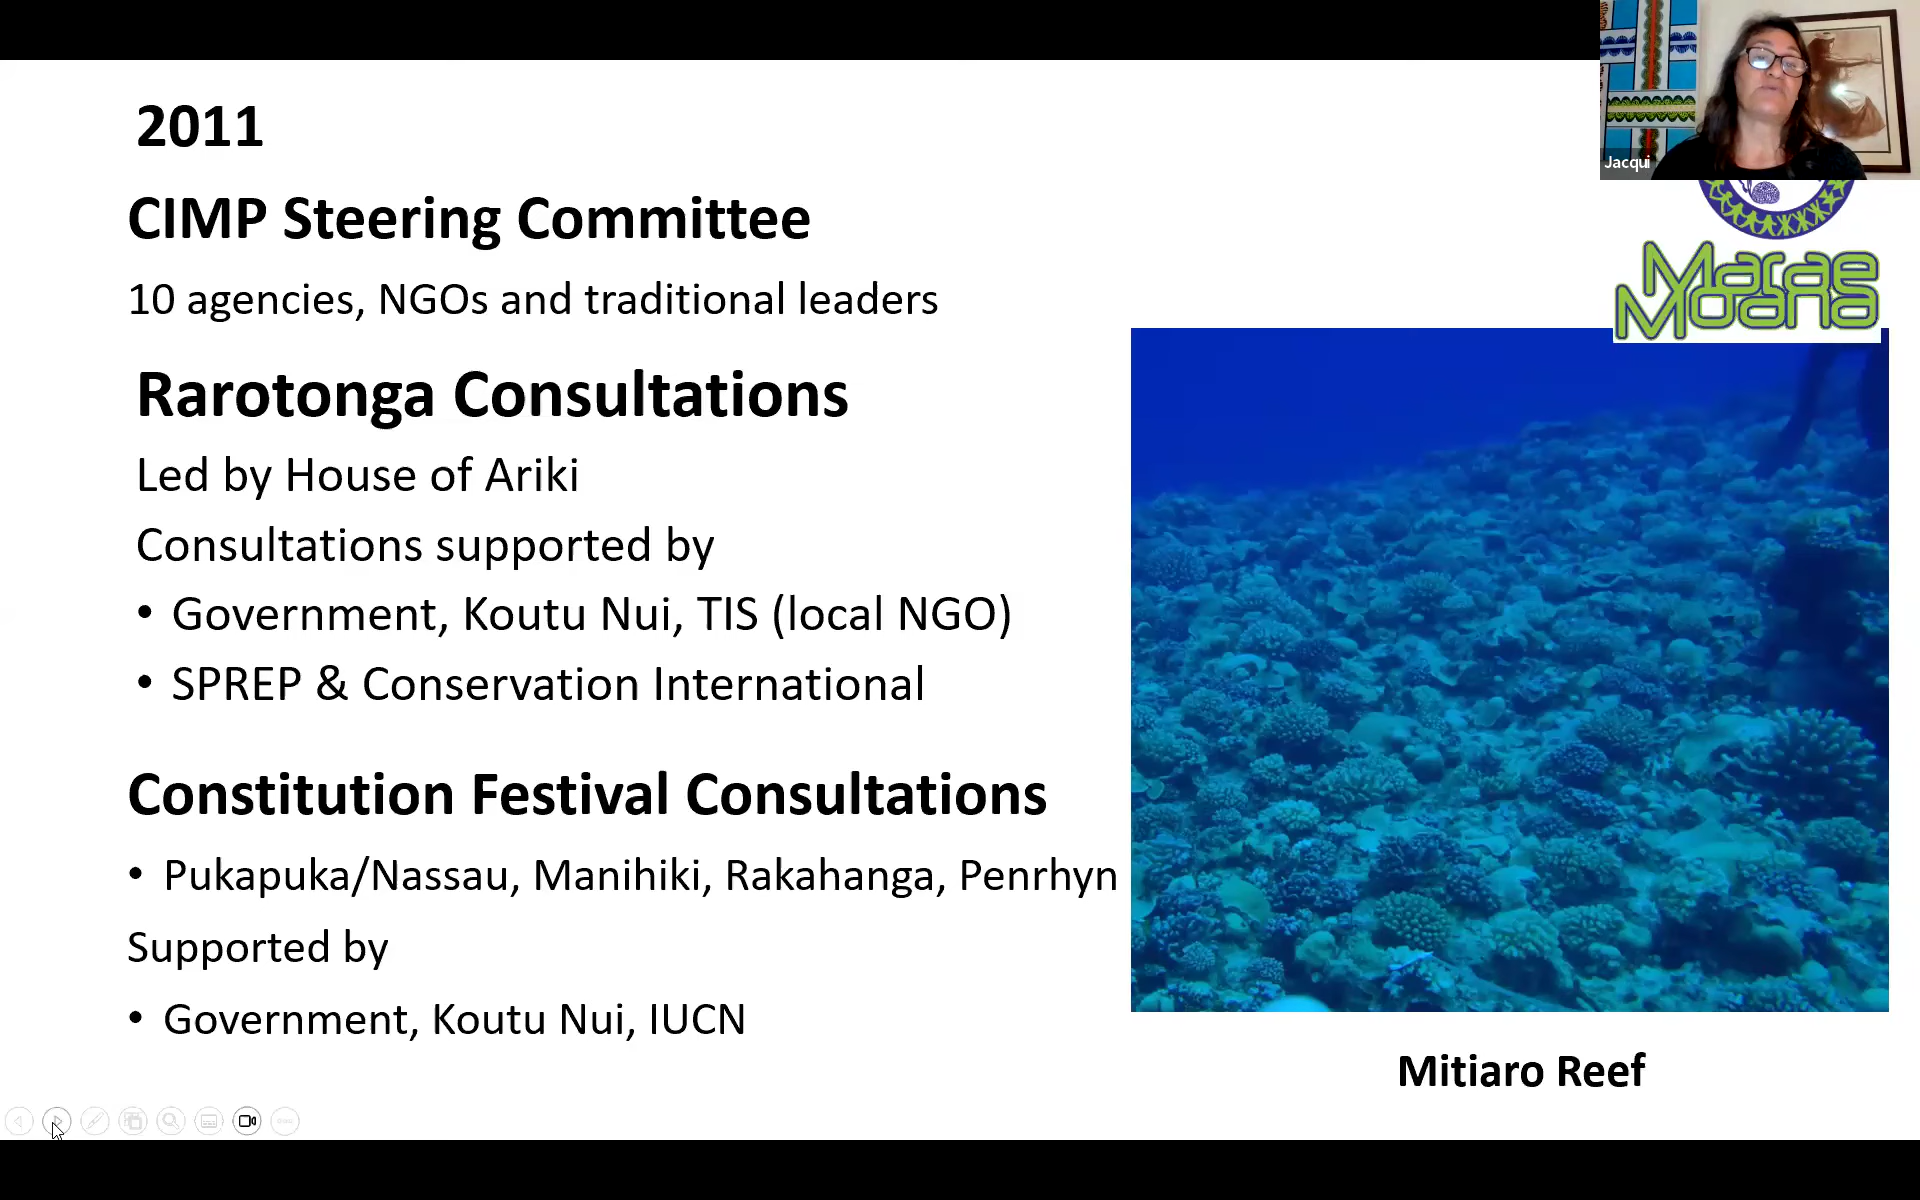 2011
CIMP Steering Committee
10 agencies, NGOs and traditional leaders
Rarotonga Consultations
Led by House of Ariki
Consultations supported by
• Government, Koutu Nui, TIS (local NGO)
• SPREP & Conservation International
Constitution Festival Consultations
• Pukapuka/Nassau, Manihiki, Rakahanga, Penrhyn
Supported by
• Government, Koutu Nui, IUCN
Jacqui
Marae
Moana
Mitiaro Reef